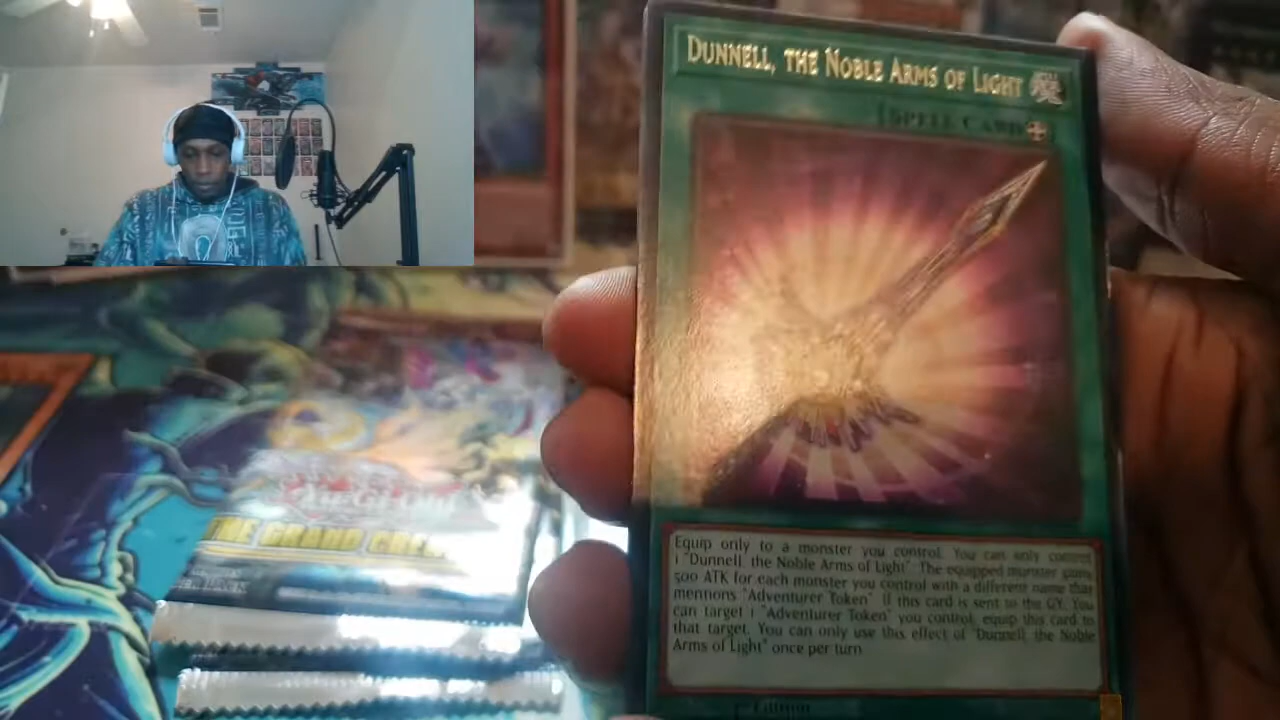 DUNNELL, THE NOBLE ARMS OF LIGHT
[SPELL CARD
Equip only to a monster you control. You can only control
1 "Dunnell, the Noble Arms of Light". The equipped monster gains
500 ATK for each monster you control with a different name that
mentions "Adventurer Token". If this card is sent to the GY: You
can target 1 "Adventurer Token" you control; equip this card to
that target. You can only use this effect of "Dunnell, the Noble
Arms of Light" once per turn.
Edition
Yu-Gi-Oh!
THE GRAND CREA